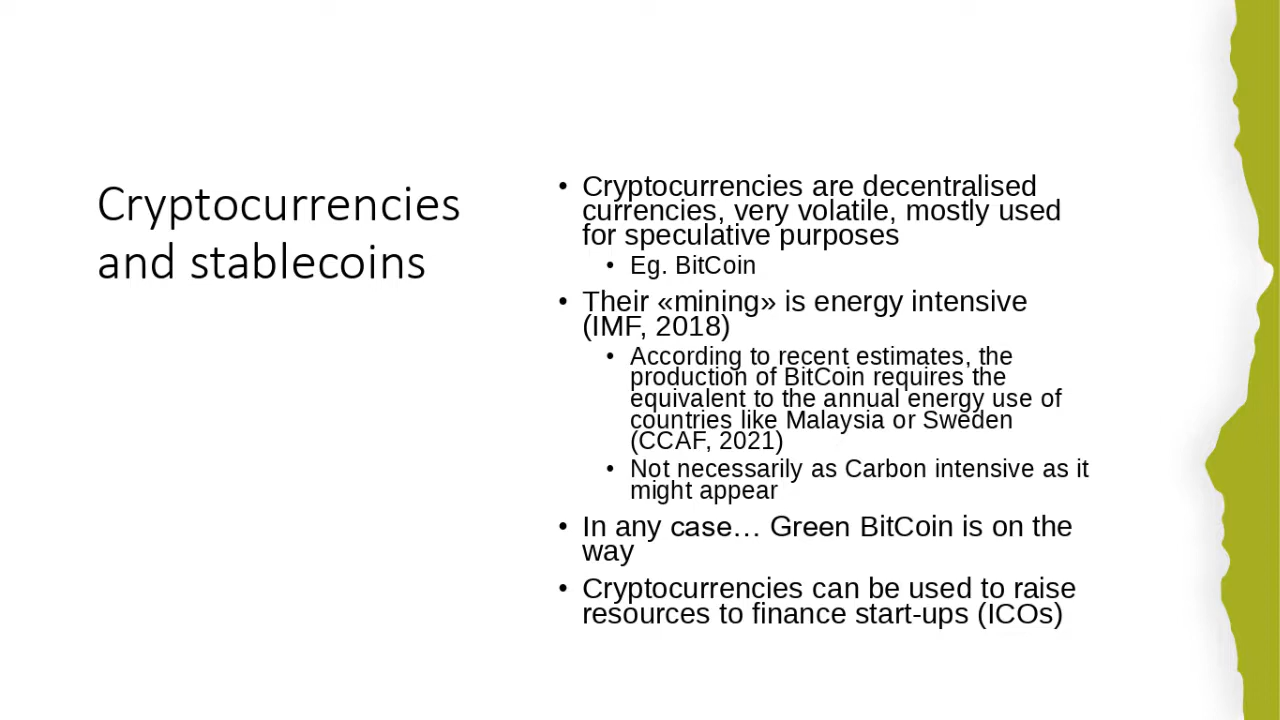 Cryptocurrencies
and stablecoins
• Cryptocurrencies are decentralised
currencies, very volatile, mostly used
for speculative purposes
• Eg. BitCoin
• Their «mining» is energy intensive
(IMF, 2018)
• According to recent estimates, the
production of BitCoin requires the
equivalent to the annual energy use of
countries like Malaysia or Sweden
(CCAF, 2021)
• Not necessarily as Carbon intensive as it
might appear
• In any case… Green BitCoin is on the
way
• Cryptocurrencies can be used to raise
resources to finance start-ups (ICOs)